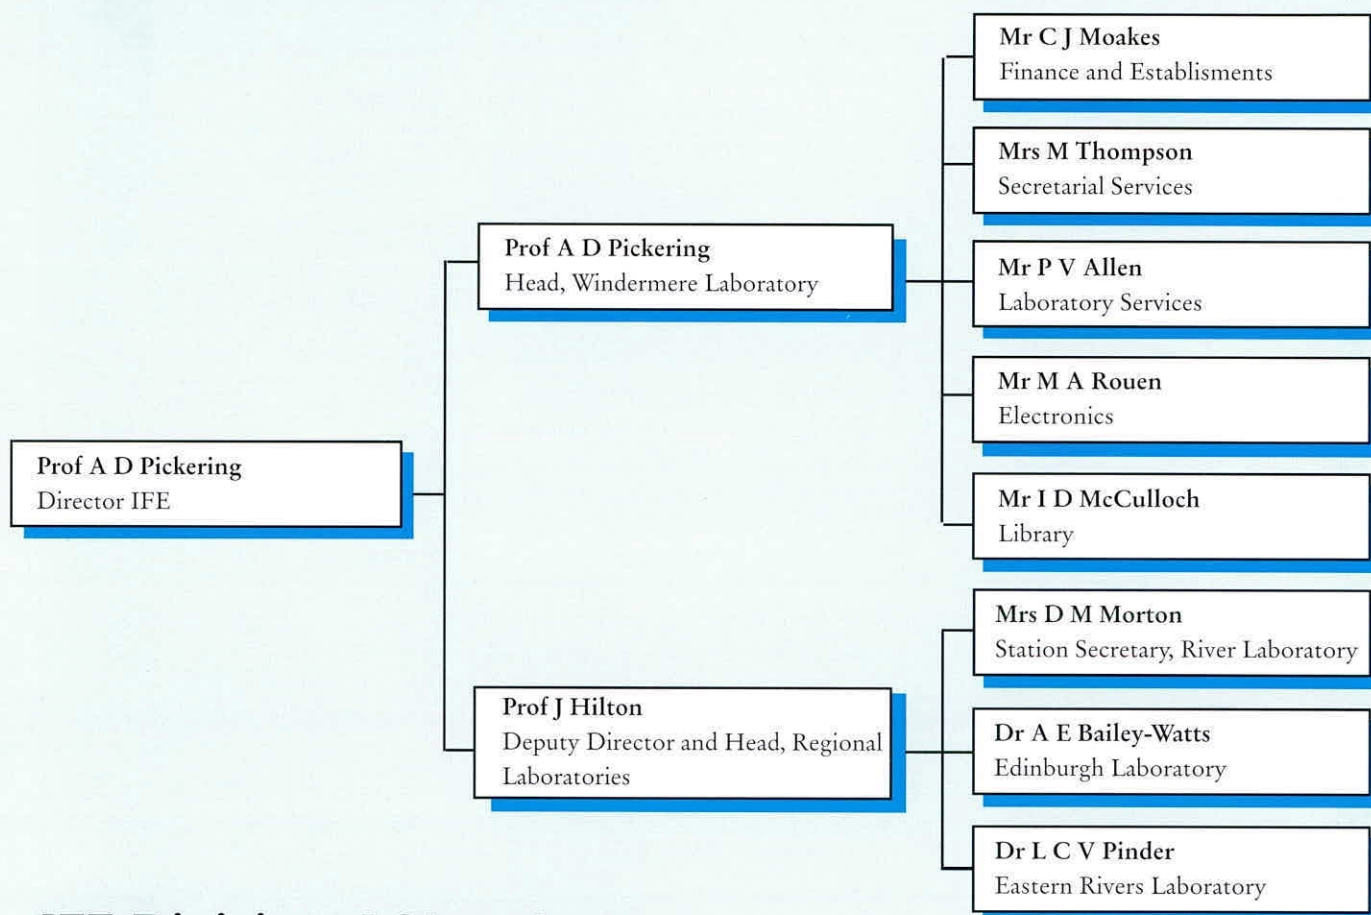 Prof A D Pickering
Director IFE
Prof A D Pickering
Head, Windermere Laboratory
Mr C J Moakes
Finance and Establisments
Mrs M Thompson
Secretarial Services
Mr P V Allen
Laboratory Services
Mr M A Rouen
Electronics
Mr I D McCulloch
Library
Prof J Hilton
Deputy Director and Head, Regional
Laboratories
Mrs D M Morton
Station Secretary, River Laboratory
Dr A E Bailey-Watts
Edinburgh Laboratory
Dr L C V Pinder
Eastern Rivers Laboratory
IFE